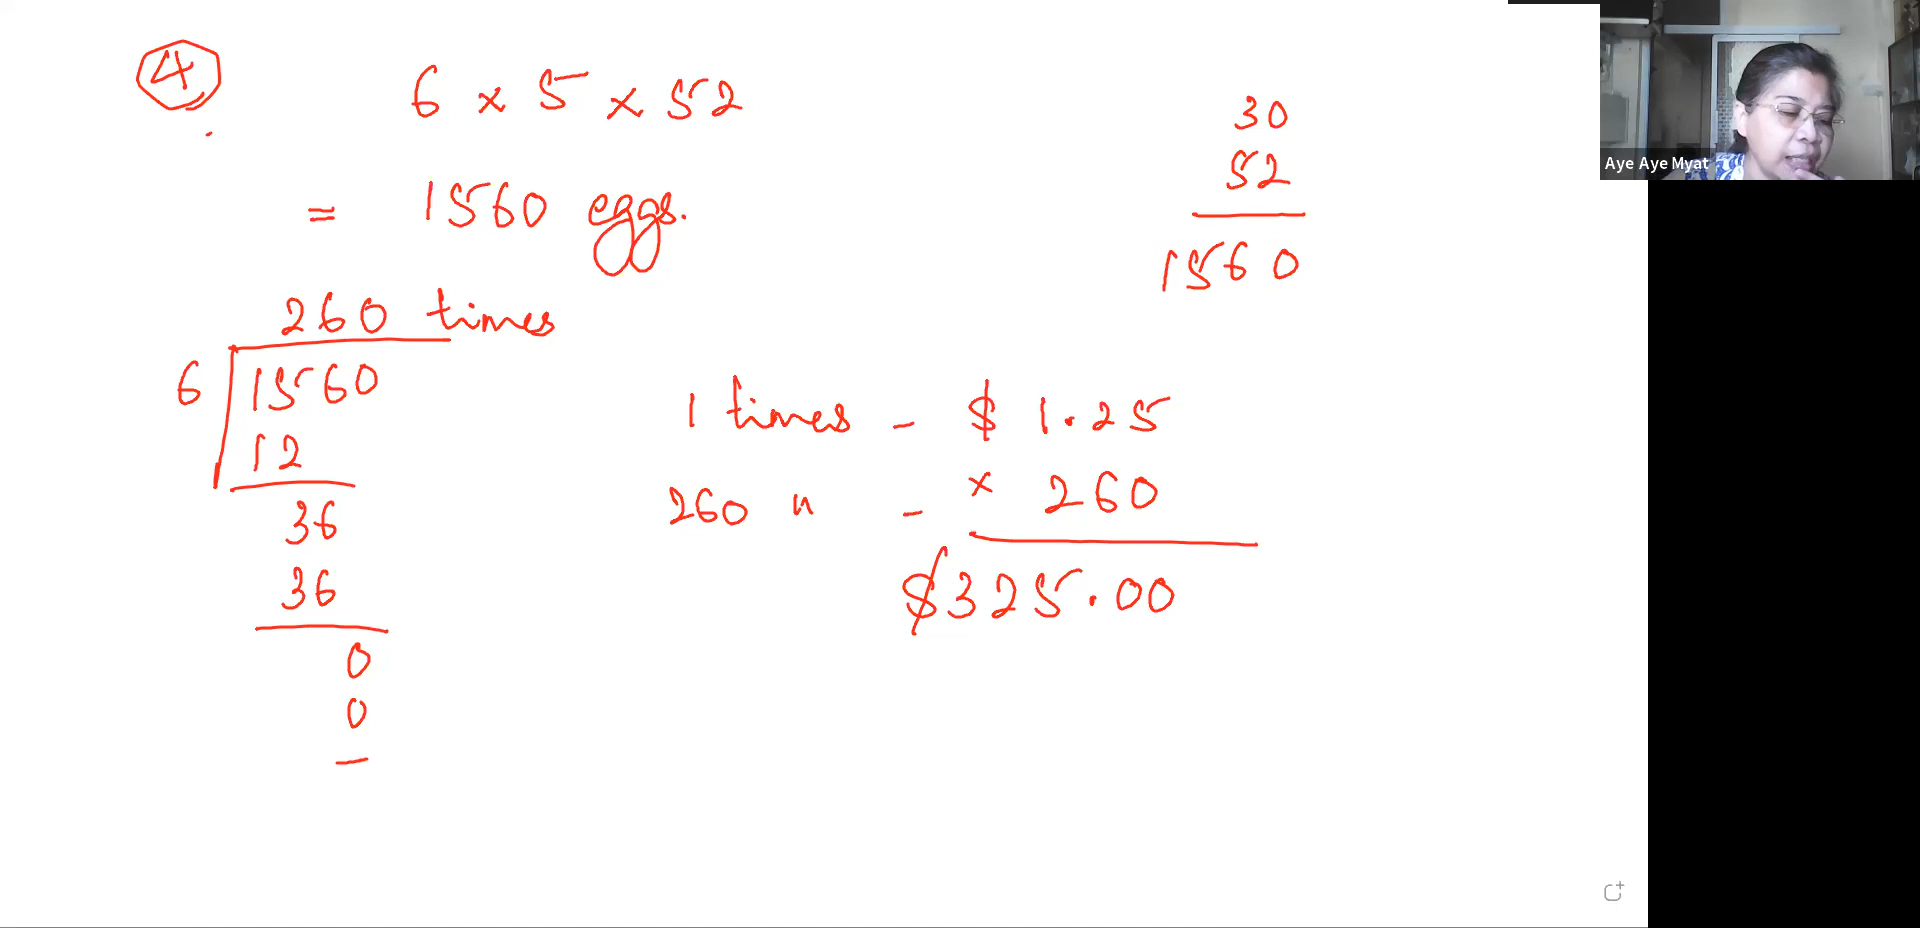 4
6 × 5 × 52
= 1560 eggs.
30
52
1560
260 times
6 1560
12
36
36
0
0
1 times - $ 1.25
260 " - × 260
$325.00
Aye Aye Myat